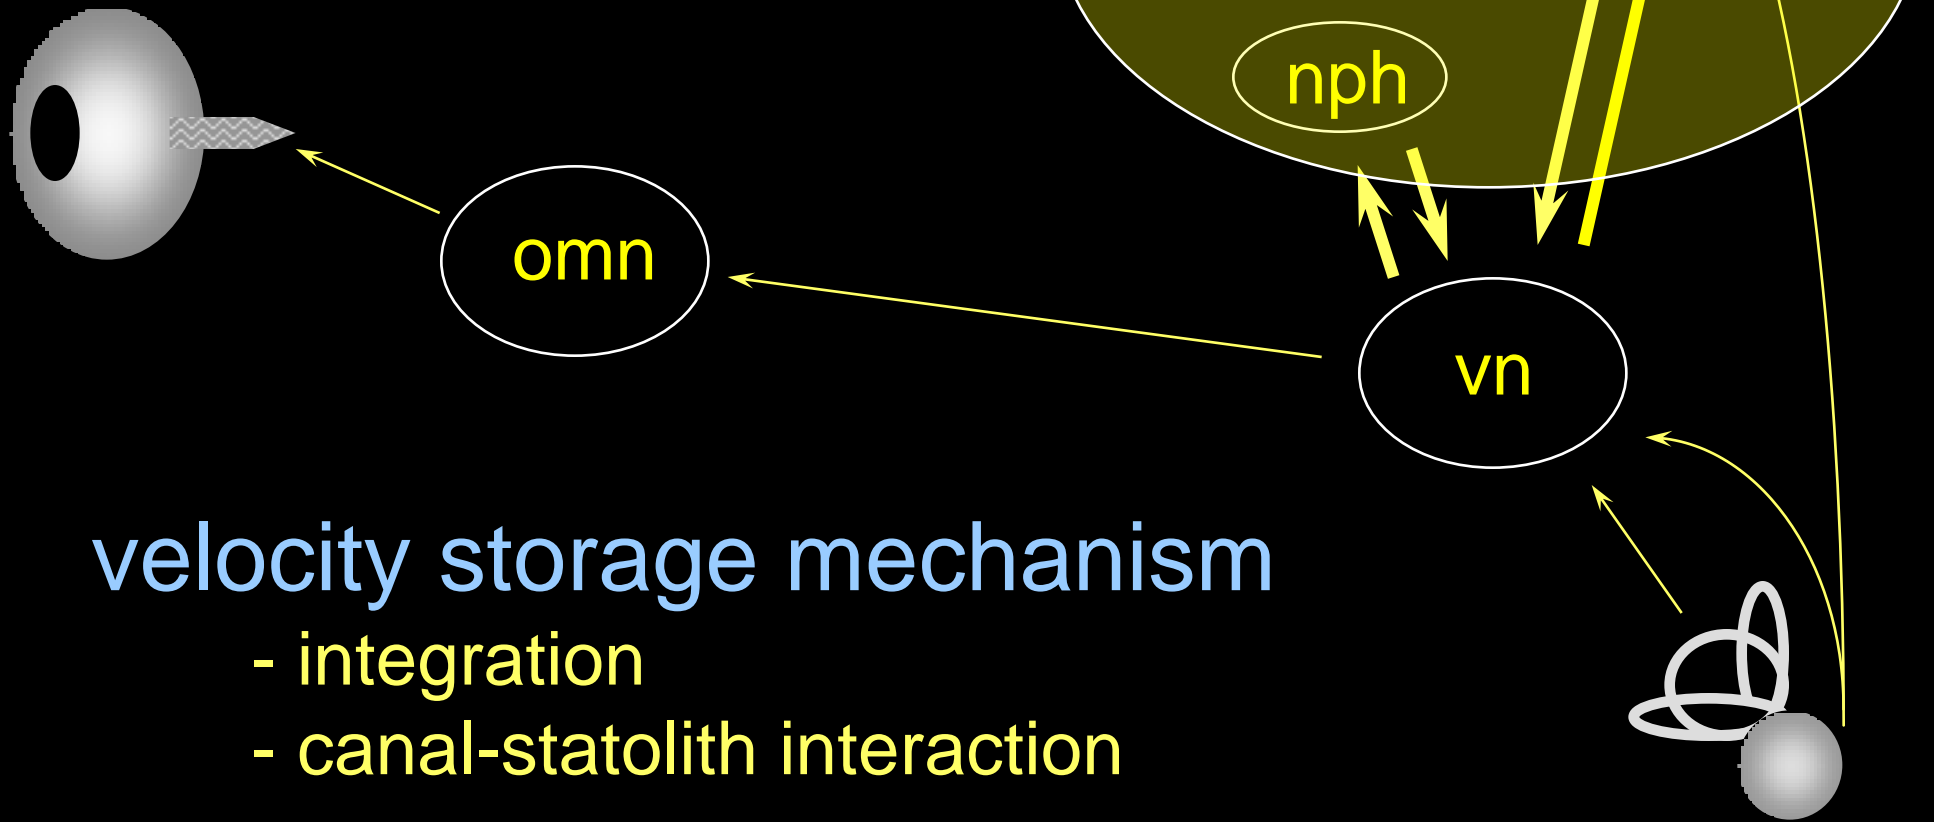 nph
omn
vn
velocity storage mechanism
- integration
- canal-statolith interaction